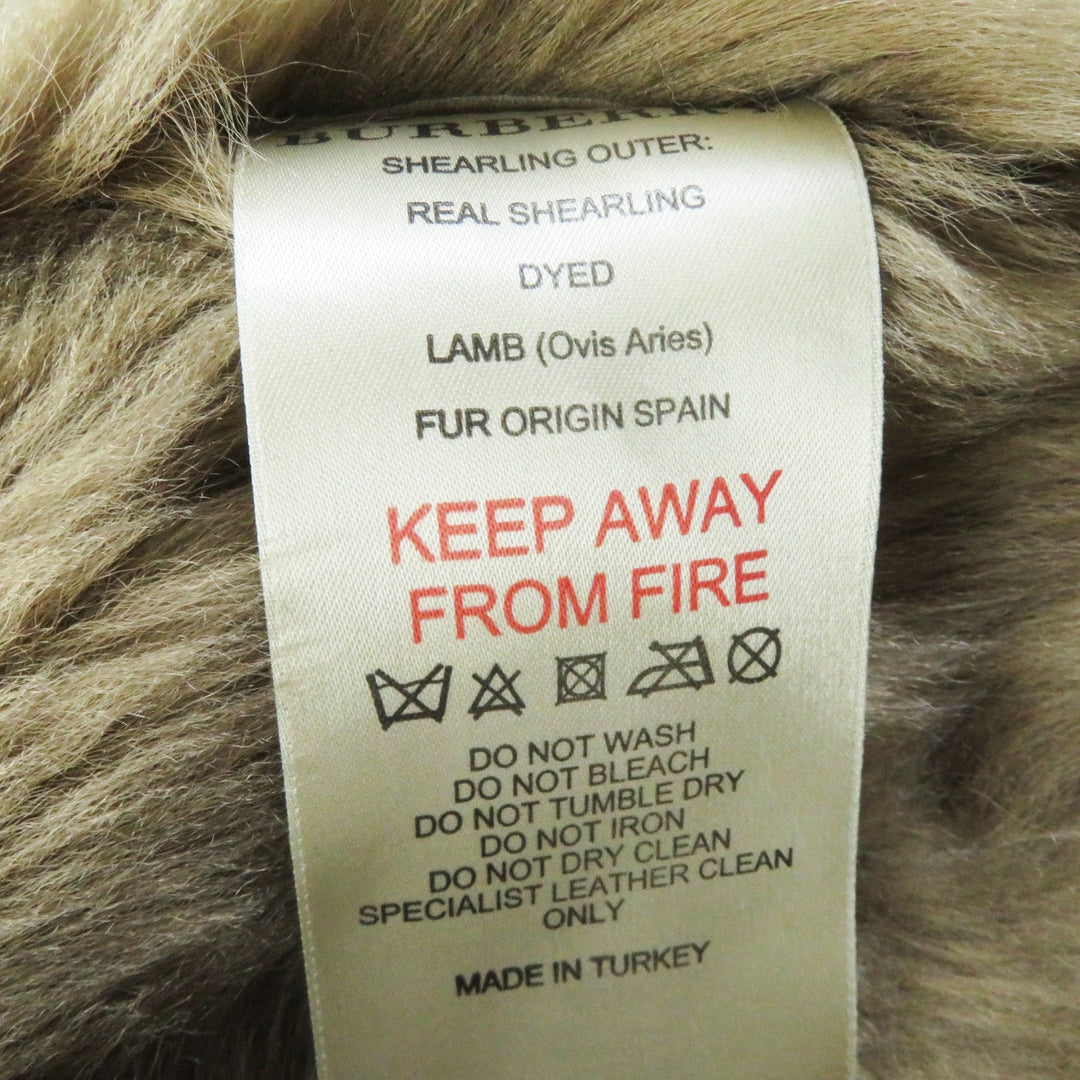 BURBERRY
SHEARLING OUTER:
REAL SHEARLING
DYED
LAMB (Ovis Aries)
FUR ORIGIN SPAIN
KEEP AWAY
FROM FIRE
DO NOT WASH
DO NOT BLEACH
DO NOT TUMBLE DRY
DO NOT IRON
DO NOT DRY CLEAN
SPECIALIST LEATHER CLEAN
ONLY
MADE IN TURKEY